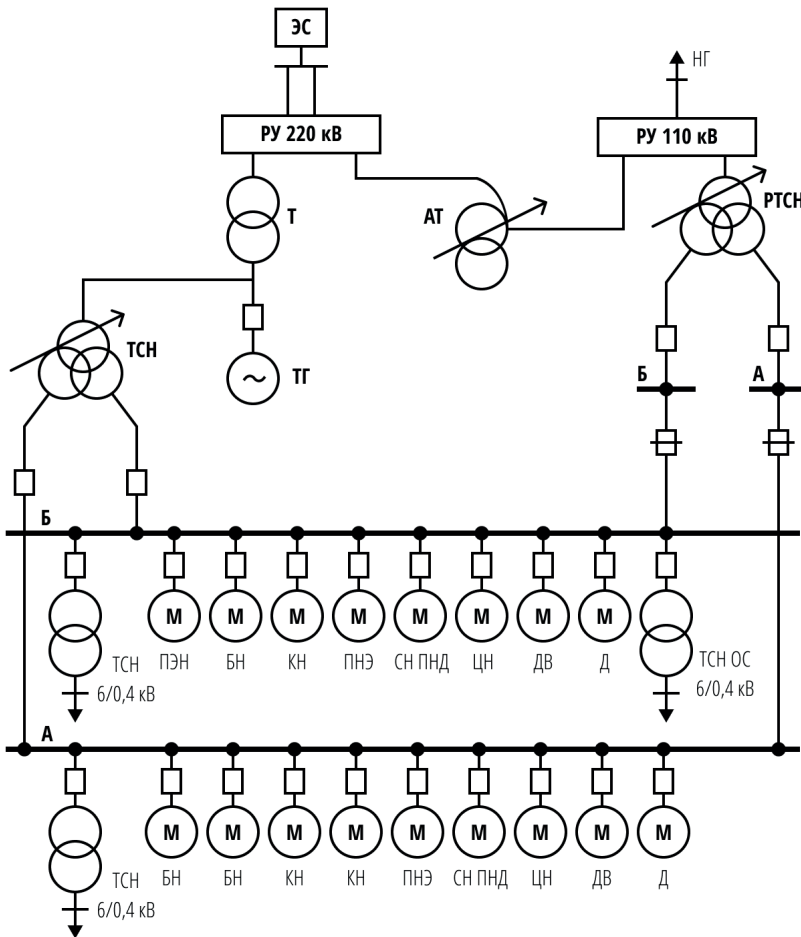 ЭС
НГ
РУ 220 кВ
РУ 110 кВ
Т
АТ
РТСН
ТСН
ТГ
Б
А
Б
М М М М М М М М
ТСН
6/0,4 кВ
ПЭН БН КН ПНЭ СН ПНД ЦН ДВ Д
ТСН ОС
6/0,4 кВ
А
М М М М М М М М М
ТСН
6/0,4 кВ
БН БН КН КН ПНЭ СН ПНД ЦН ДВ Д